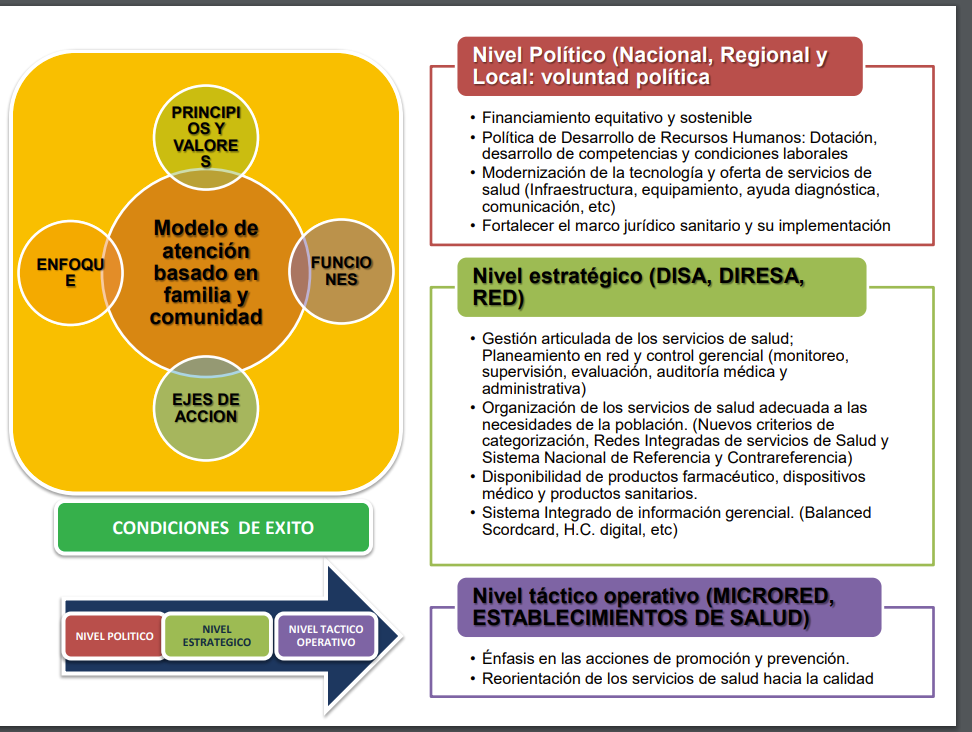 PRINCIPI
OS Y
VALORE
S
ENFOQU
E
Modelo de
atención
basado en
familia y
comunidad
FUNCIO
NES
EJES DE
ACCION
CONDICIONES DE EXITO
NIVEL POLITICO
NIVEL
ESTRATEGICO
NIVEL TACTICO
OPERATIVO
Nivel Político (Nacional, Regional y
Local: voluntad política
• Financiamiento equitativo y sostenible
• Política de Desarrollo de Recursos Humanos: Dotación,
desarrollo de competencias y condiciones laborales
• Modernización de la tecnología y oferta de servicios de
salud (Infraestructura, equipamiento, ayuda diagnóstica,
comunicación, etc)
• Fortalecer el marco jurídico sanitario y su implementación
Nivel estratégico (DISA, DIRESA,
RED)
• Gestión articulada de los servicios de salud;
Planeamiento en red y control gerencial (monitoreo,
supervisión, evaluación, auditoría médica y
administrativa)
• Organización de los servicios de salud adecuada a las
necesidades de la población. (Nuevos criterios de
categorización, Redes Integradas de servicios de Salud y
Sistema Nacional de Referencia y Contrareferencia)
• Disponibilidad de productos farmacéutico, dispositivos
médico y productos sanitarios.
• Sistema Integrado de información gerencial. (Balanced
Scordcard, H.C. digital, etc)
Nivel táctico operativo (MICRORED,
ESTABLECIMIENTOS DE SALUD)
• Énfasis en las acciones de promoción y prevención.
• Reorientación de los servicios de salud hacia la calidad